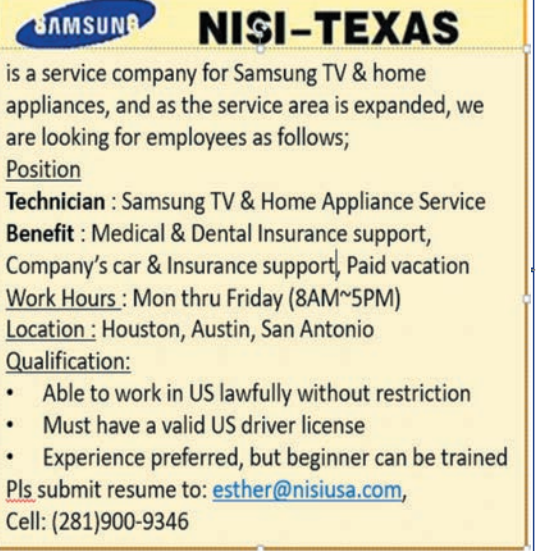 SAMSUNG NISI-TEXAS
is a service company for Samsung TV & home
appliances, and as the service area is expanded, we
are looking for employees as follows;
Position
Technician : Samsung TV & Home Appliance Service
Benefit : Medical & Dental Insurance support,
Company's car & Insurance support, Paid vacation
Work Hours : Mon thru Friday (8AM~5PM)
Location : Houston, Austin, San Antonio
Qualification:
• Able to work in US lawfully without restriction
• Must have a valid US driver license
• Experience preferred, but beginner can be trained
Pls submit resume to: esther@nisiusa.com,
Cell: (281)900-9346